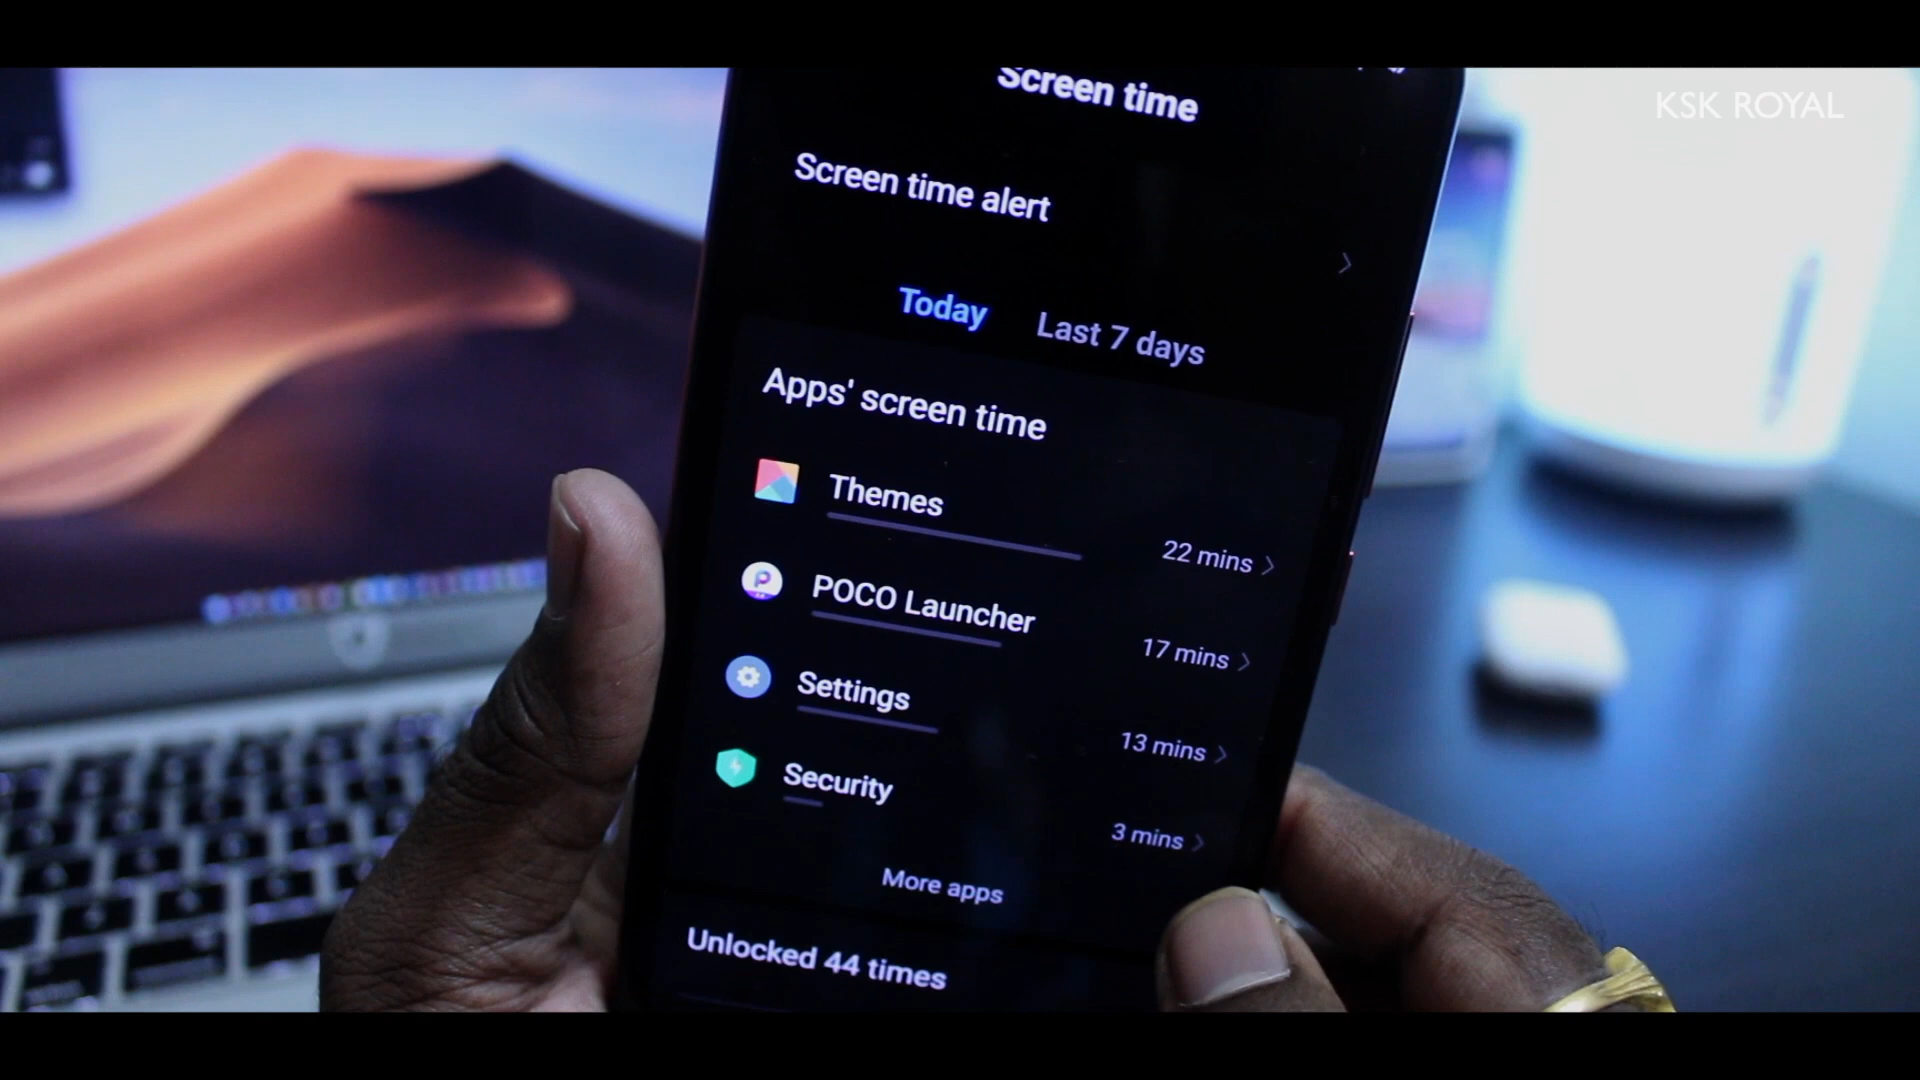 KSK ROYAL
Screen time
Screen time alert
Today Last 7 days
Apps' screen time
Themes
22 mins
POCO Launcher
17 mins
Settings
13 mins
Security
3 mins
More apps
Unlocked 44 times